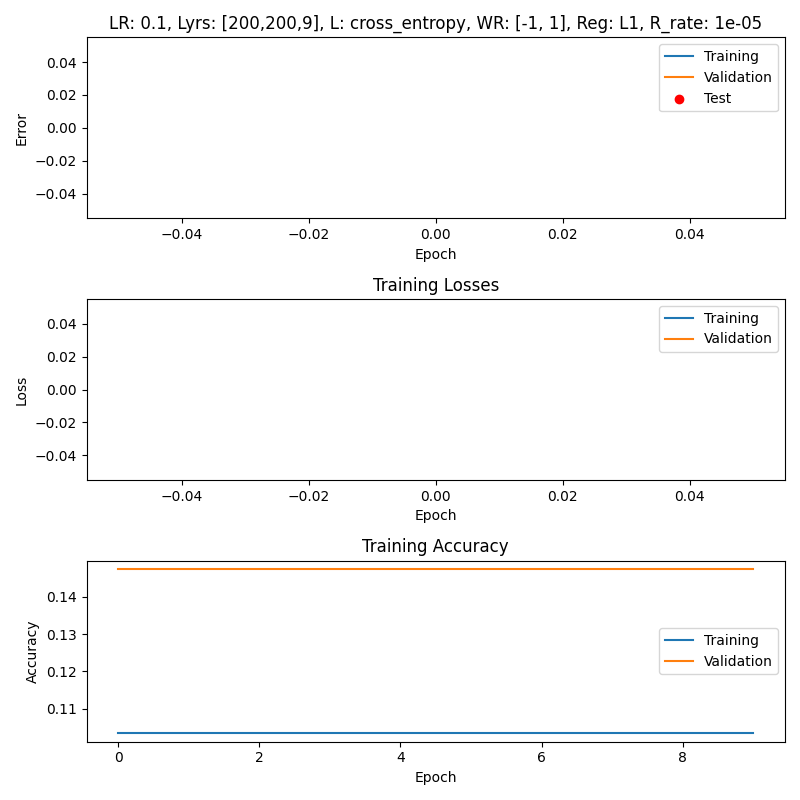 LR: 0.1, Lyrs: [200,200,9], L: cross_entropy, WR: [-1, 1], Reg: L1, R_rate: 1e-05
Error
0.04
0.02
0.00
−0.02
−0.04
Training
Validation
Test
−0.04 −0.02 0.00 0.02 0.04
Epoch
Training Losses
Loss
0.04
0.02
0.00
−0.02
−0.04
Training
Validation
−0.04 −0.02 0.00 0.02 0.04
Epoch
Training Accuracy
Accuracy
0.14
0.13
0.12
0.11
Training
Validation
0 2 4 6 8
Epoch